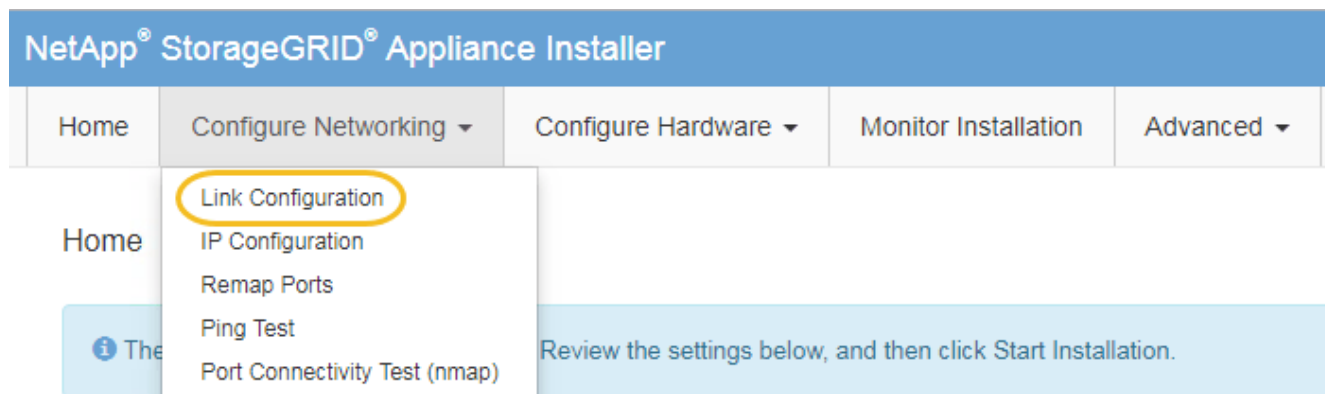 NetApp® StorageGRID® Appliance Installer
Home Configure Networking Configure Hardware Monitor Installation Advanced
Link Configuration
Home IP Configuration
Remap Ports
Ping Test
The Review the settings below, and then click Start Installation.
Port Connectivity Test (nmap)